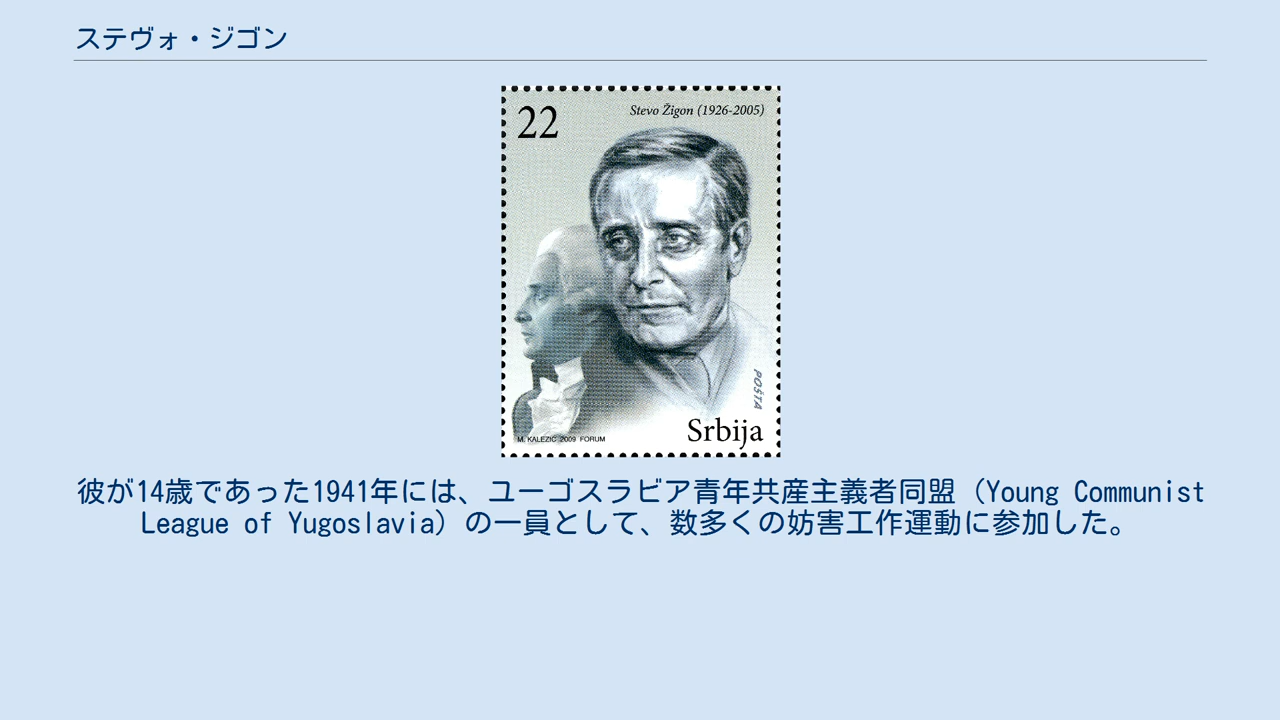 ステヴォ・ジゴン
22
Stevo Žigon (1926-2005)
POŠTA
Srbija
M. KALEZIĆ 2009 FORUM
彼が14歳であった1941年には、ユーゴスラビア青年共産主義者同盟（Young Communist
League of Yugoslavia）の一員として、数多くの妨害工作運動に参加した。